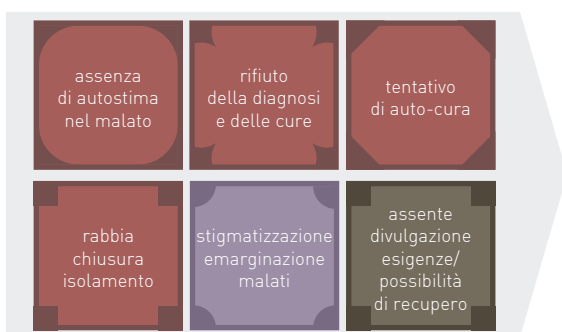 assenza
di autostima
nel malato
rifiuto
della diagnosi
e delle cure
tentativo
di auto-cura
rabbia
chiusura
isolamento
stigmatizzazione
emarginazione
malati
assente
divulgazione
esigenze/
possibilità
di recupero